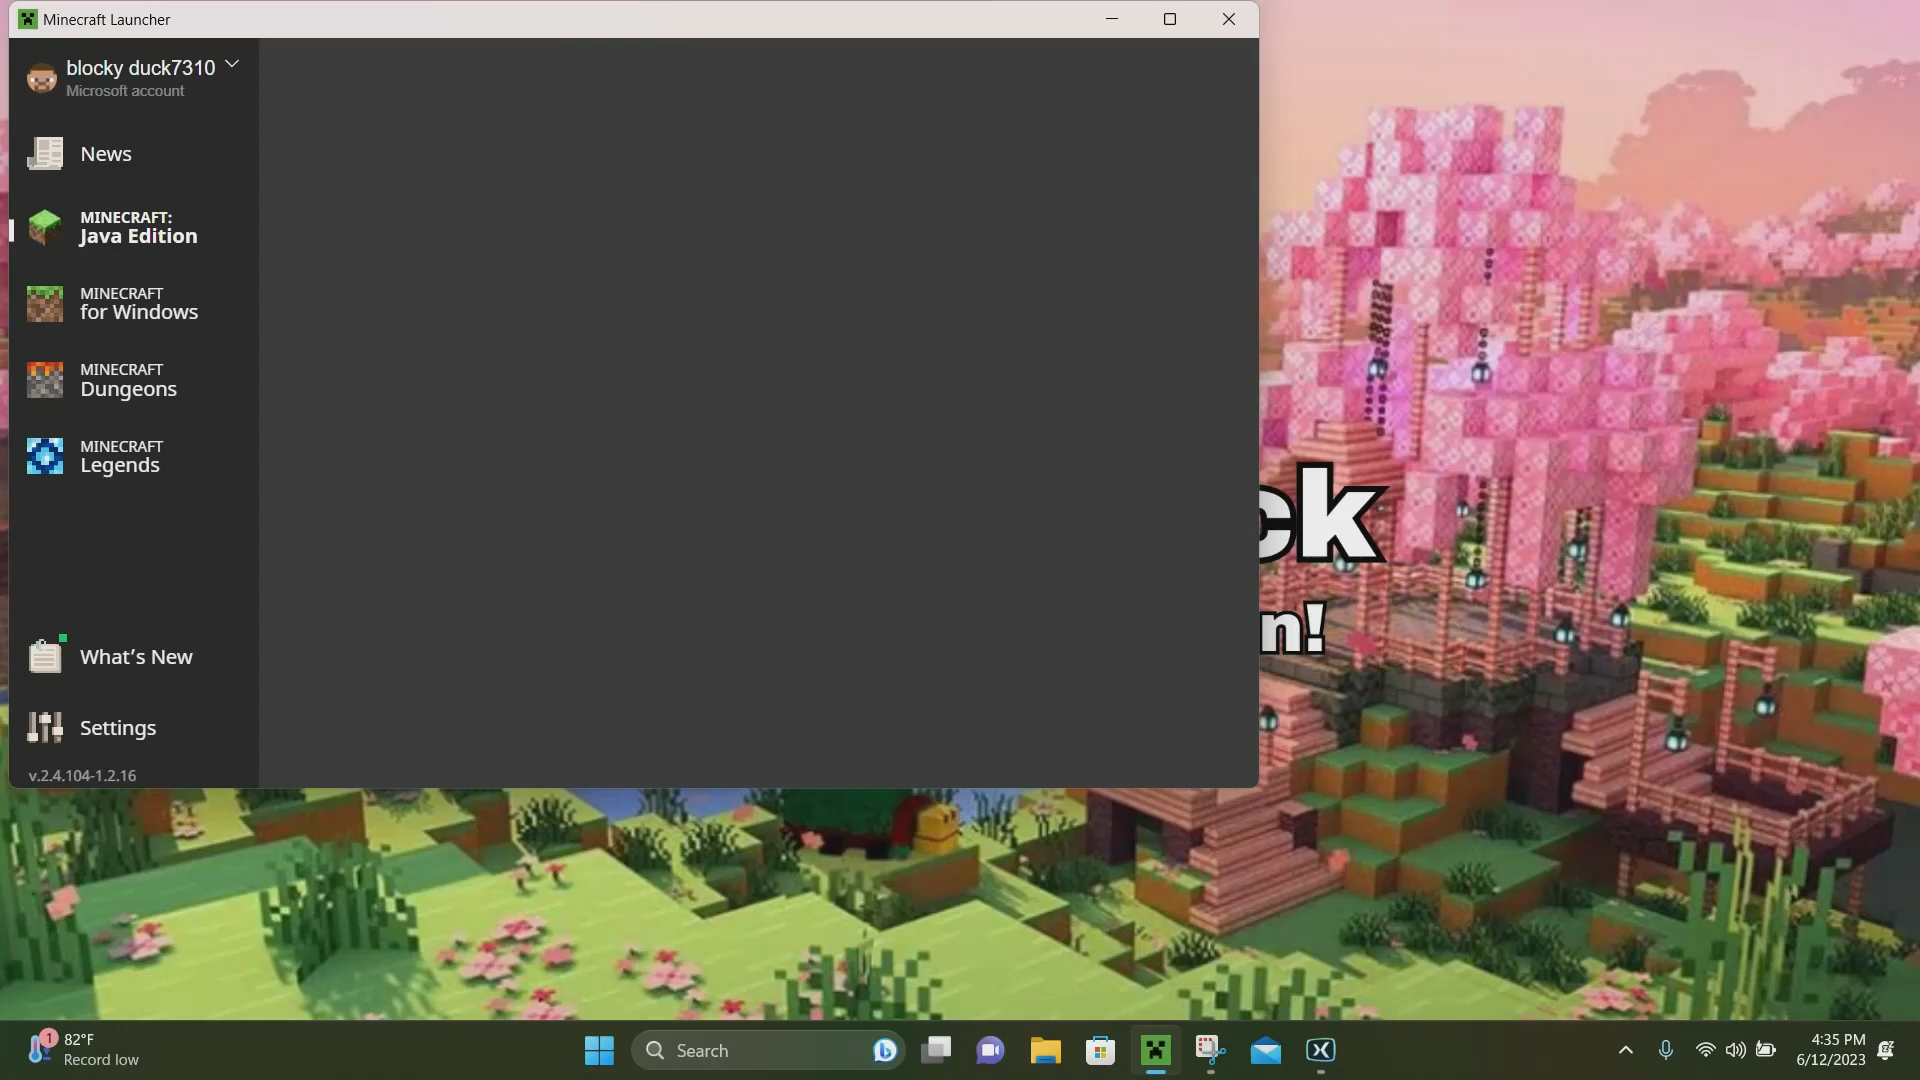 Minecraft Launcher
blocky duck7310
Microsoft account
News
MINECRAFT:
Java Edition
MINECRAFT
for Windows
MINECRAFT
Dungeons
MINECRAFT
Legends
ck
n!
What's New
Settings
v.2.4.104-1.2.16
1
82°F
Record low
Search
4:35 PM
6/12/2023